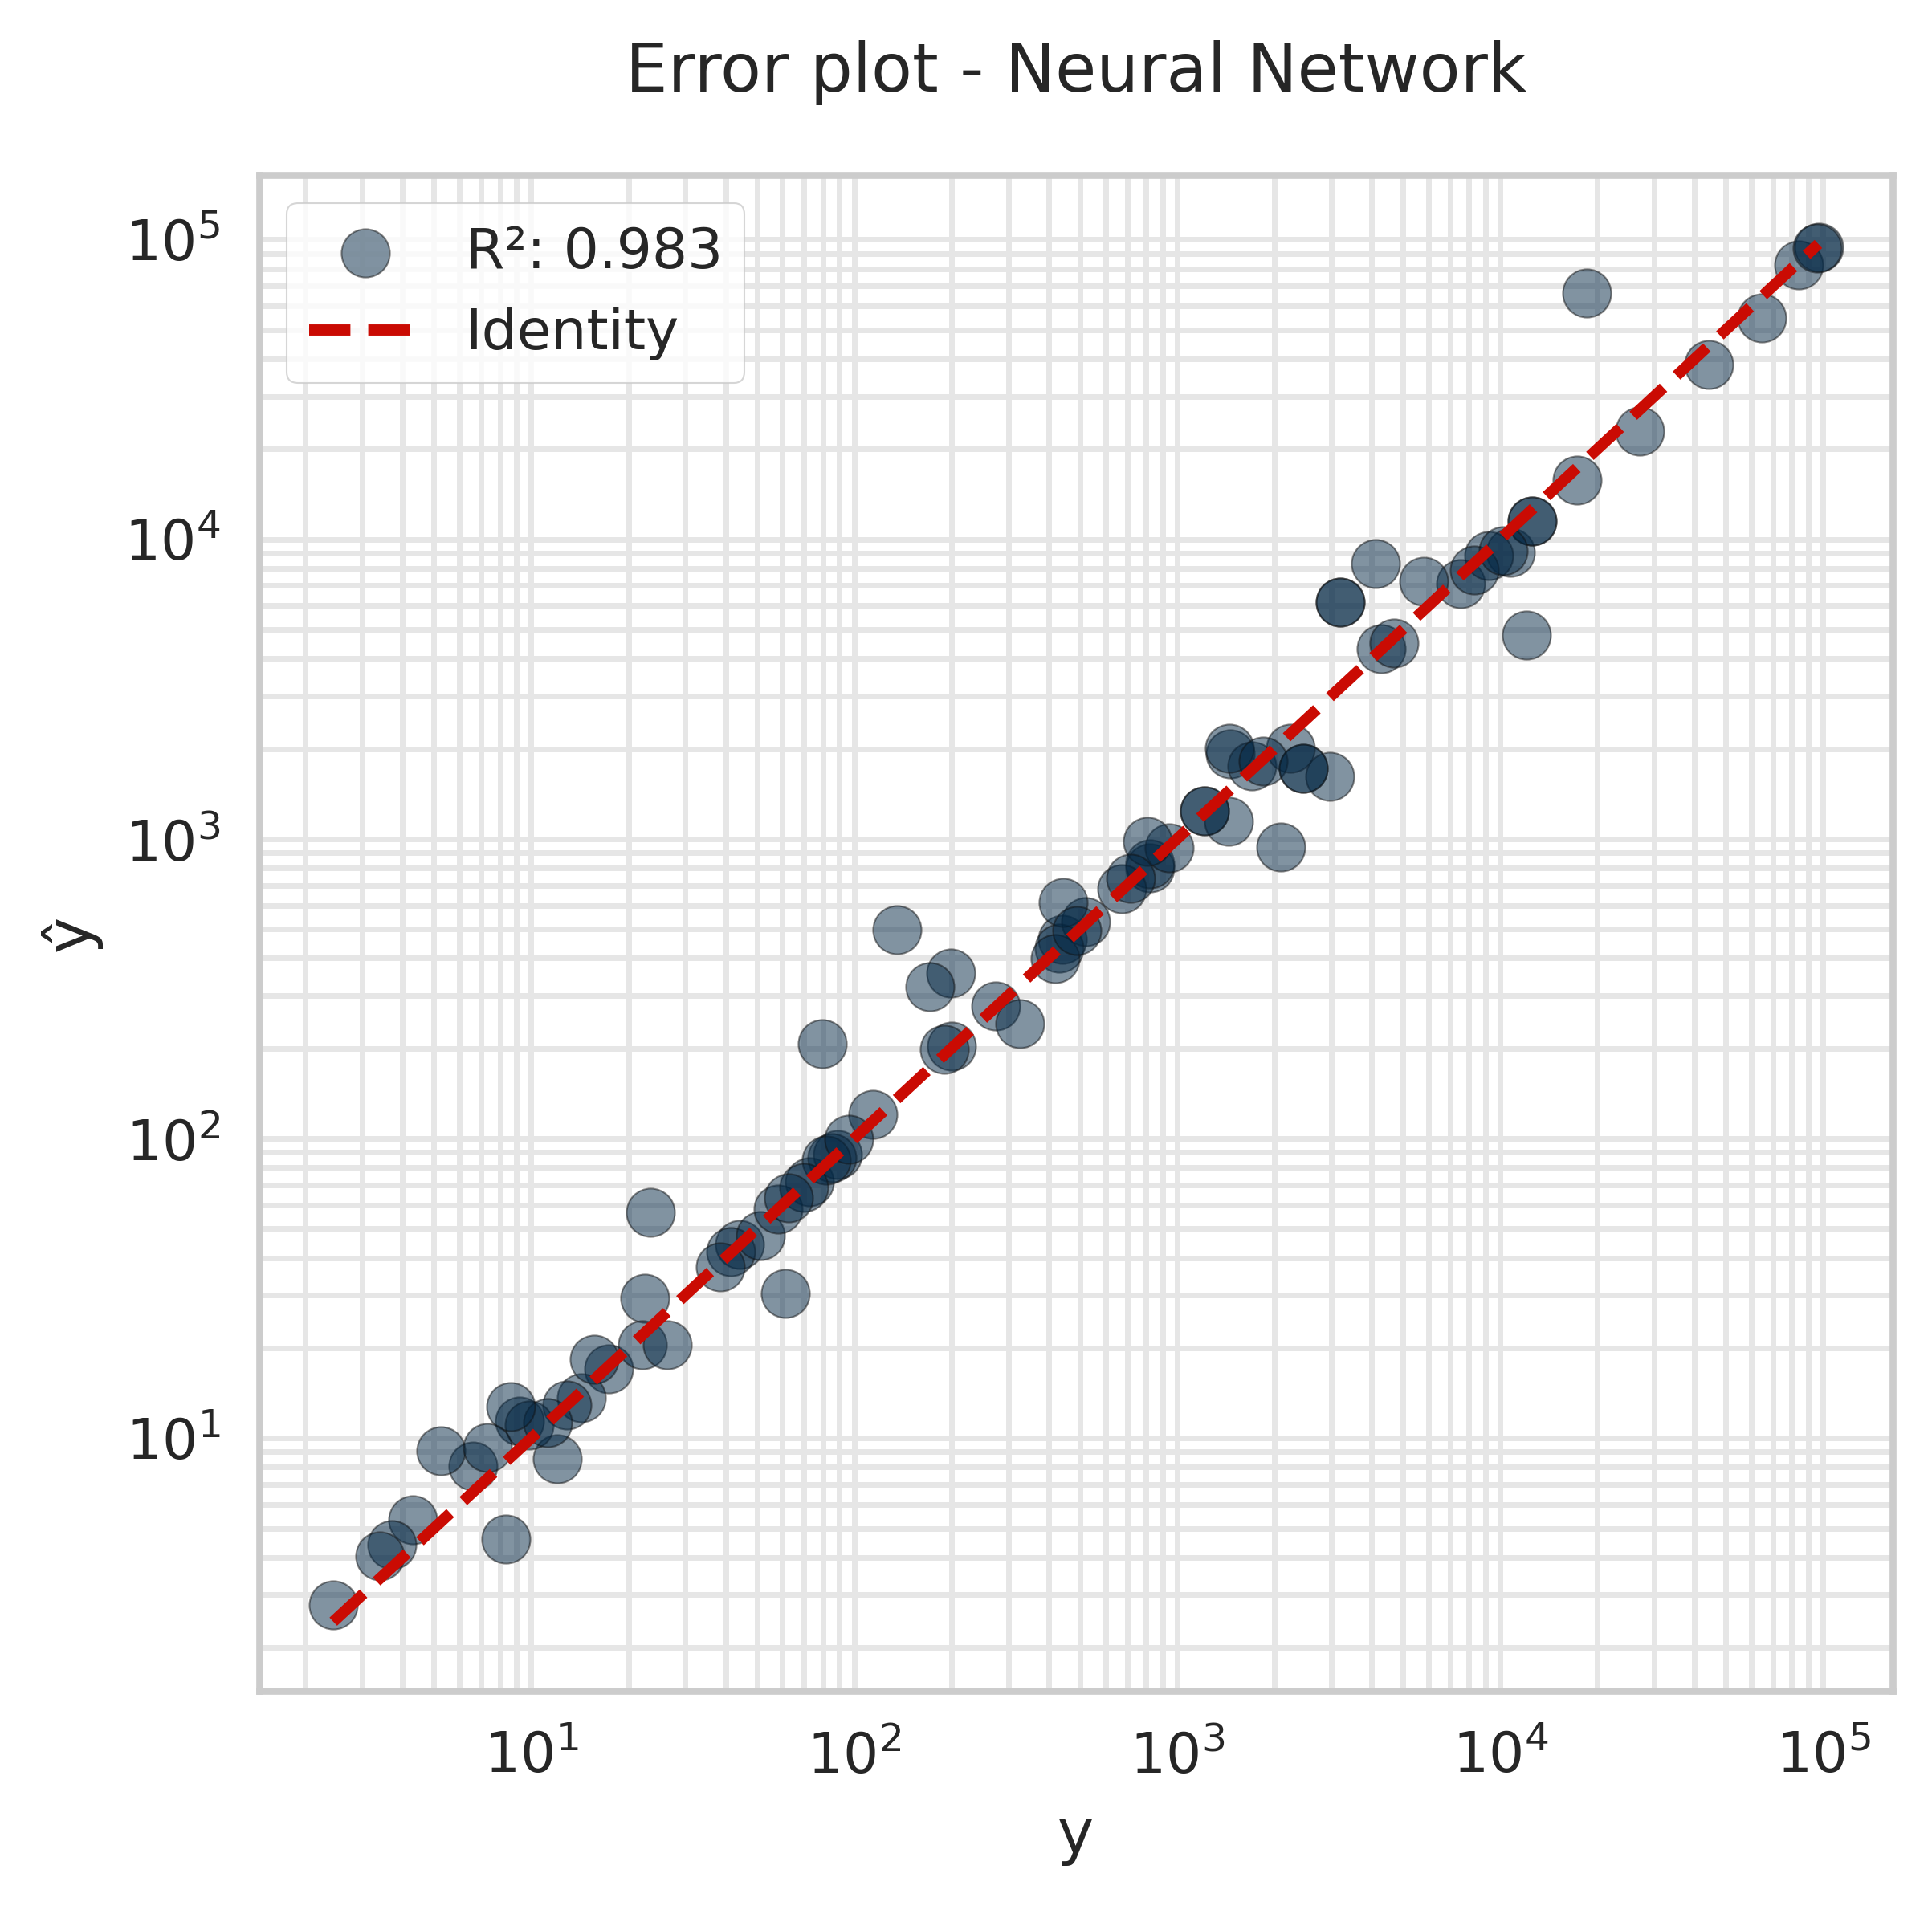 Error plot - Neural Network
R²: 0.983
Identity
10⁵
10⁴
10³
10²
10¹
ŷ
10¹ 10² 10³ 10⁴ 10⁵
y